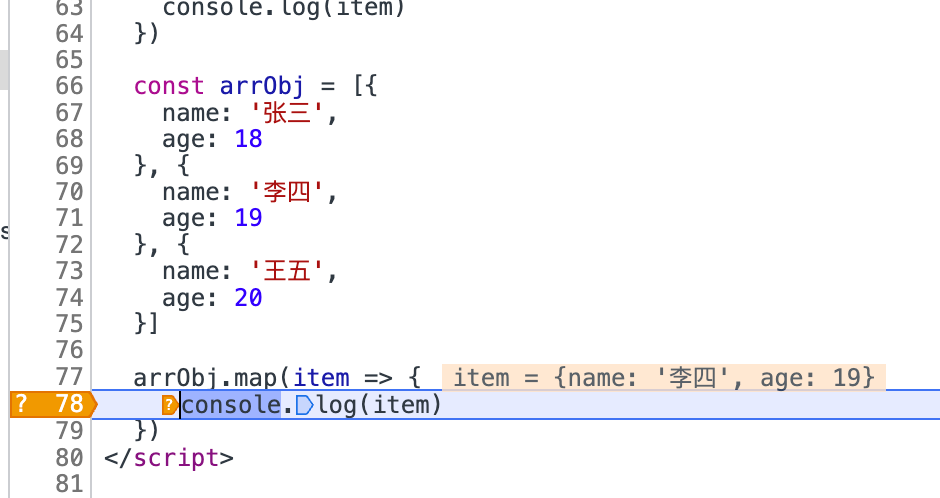 63 console.log(item)
64 })
65
66 const arrObj = [{
67 name: '张三',
68 age: 18
69 }, {
70 name: '李四',
71 age: 19
72 }, {
73 name: '王五',
74 age: 20
75 }]
76
77 arrObj.map(item => { item = {name: '李四', age: 19}
? 78 ?console.log(item)
79 })
80 </script>
81
s